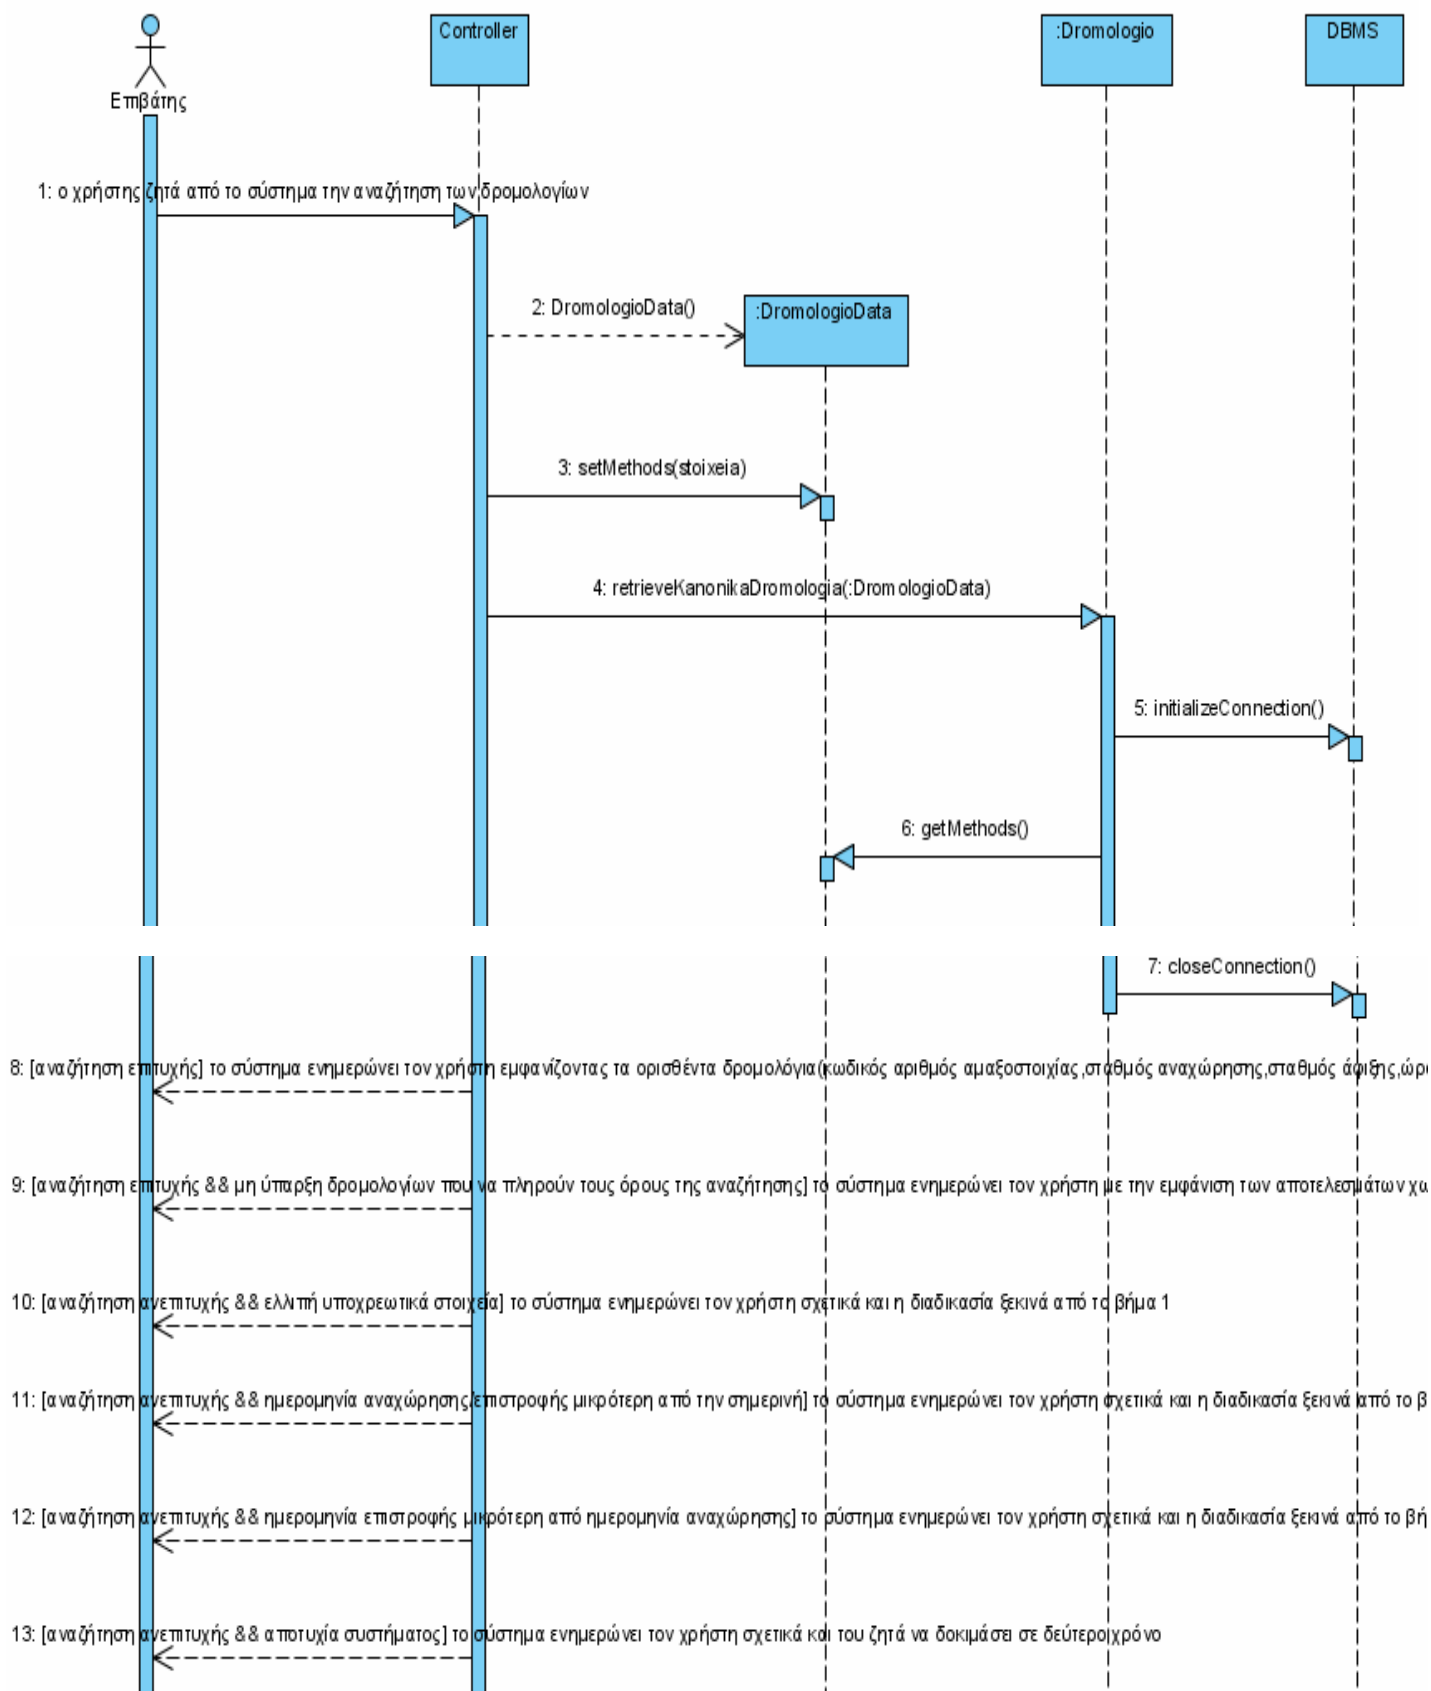 Controller
:Dromologio
DBMS
Επιβάτης
1: ο χρήστης ζητά από το σύστημα την αναζήτηση των δρομολογίων
2: DromologioData()
:DromologioData
3: setMethods(stoixeia)
4: retrieveKanonikaDromologia(:DromologioData)
5: initializeConnection()
6: getMethods()
7: closeConnection()
8: [αναζήτηση επιτυχής] το σύστημα ενημερώνει τον χρήστη εμφανίζοντας τα ορισθέντα δρομολόγια(κωδικός αριθμός αμαξοστοιχίας,σταθμός αναχώρησης,σταθμός άφιξης,ώρ
9: [αναζήτηση επιτυχής && μη ύπαρξη δρομολογίων που να πληρούν τους όρους της αναζήτησης] το σύστημα ενημερώνει τον χρήστη με την εμφάνιση των αποτελεσμάτων χω
10: [αναζήτηση ανεπιτυχής && ελλιπή υποχρεωτικά στοιχεία] το σύστημα ενημερώνει τον χρήστη σχετικά και η διαδικασία ξεκινά από το βήμα 1
11: [αναζήτηση ανεπιτυχής && ημερομηνία αναχώρησης/επιστροφής μικρότερη από την σημερινή] το σύστημα ενημερώνει τον χρήστη σχετικά και η διαδικασία ξεκινά από το β
12: [αναζήτηση ανεπιτυχής && ημερομηνία επιστροφής μικρότερη από ημερομηνία αναχώρησης] το σύστημα ενημερώνει τον χρήστη σχετικά και η διαδικασία ξεκινά από το βή
13: [αναζήτηση ανεπιτυχής && αποτυχία συστήματος] το σύστημα ενημερώνει τον χρήστη σχετικά και του ζητά να δοκιμάσει σε δεύτερο χρόνο